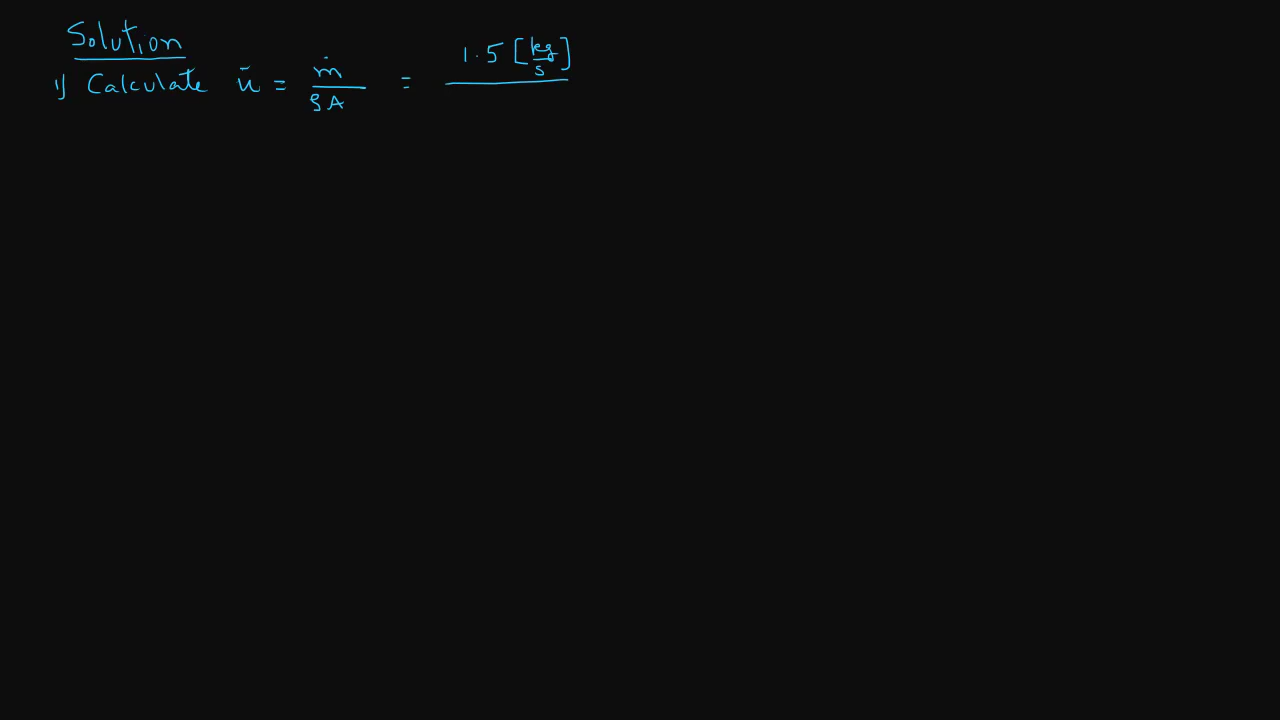 Solution
1) Calculate ū = ṁ / ρA = 1.5 [kg/s] /